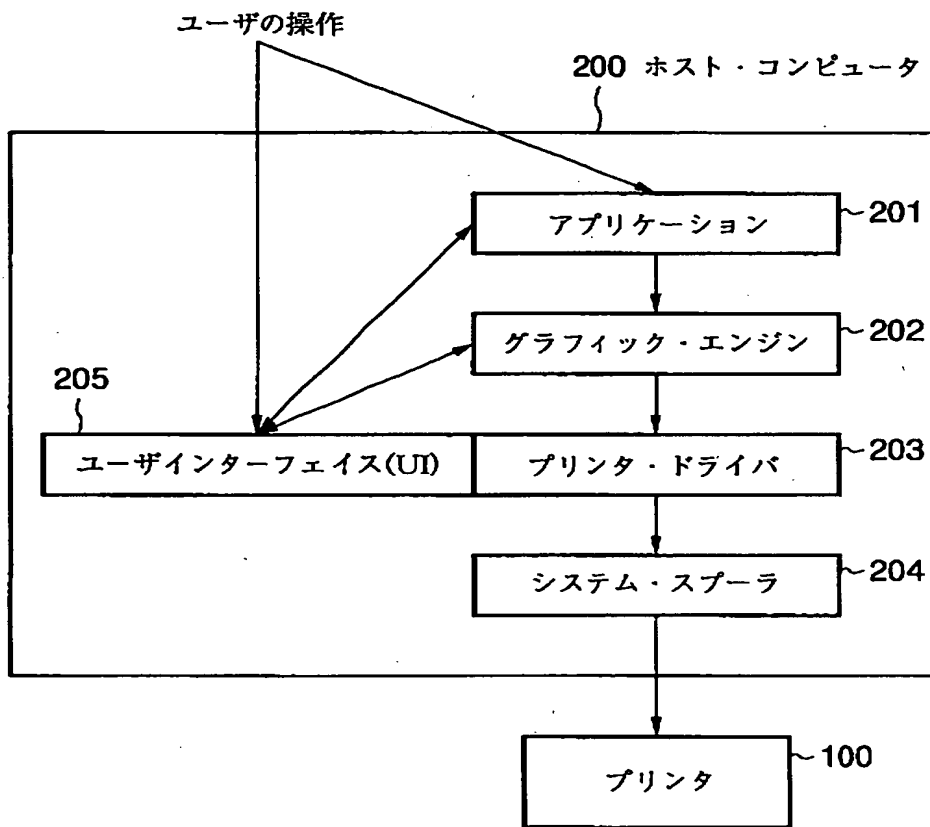 ユーザの操作
200 ホスト・コンピュータ
アプリケーション
201
グラフィック・エンジン
202
205
ユーザインターフェイス(UI)
プリンタ・ドライバ
203
システム・スプーラ
204
プリンタ
100